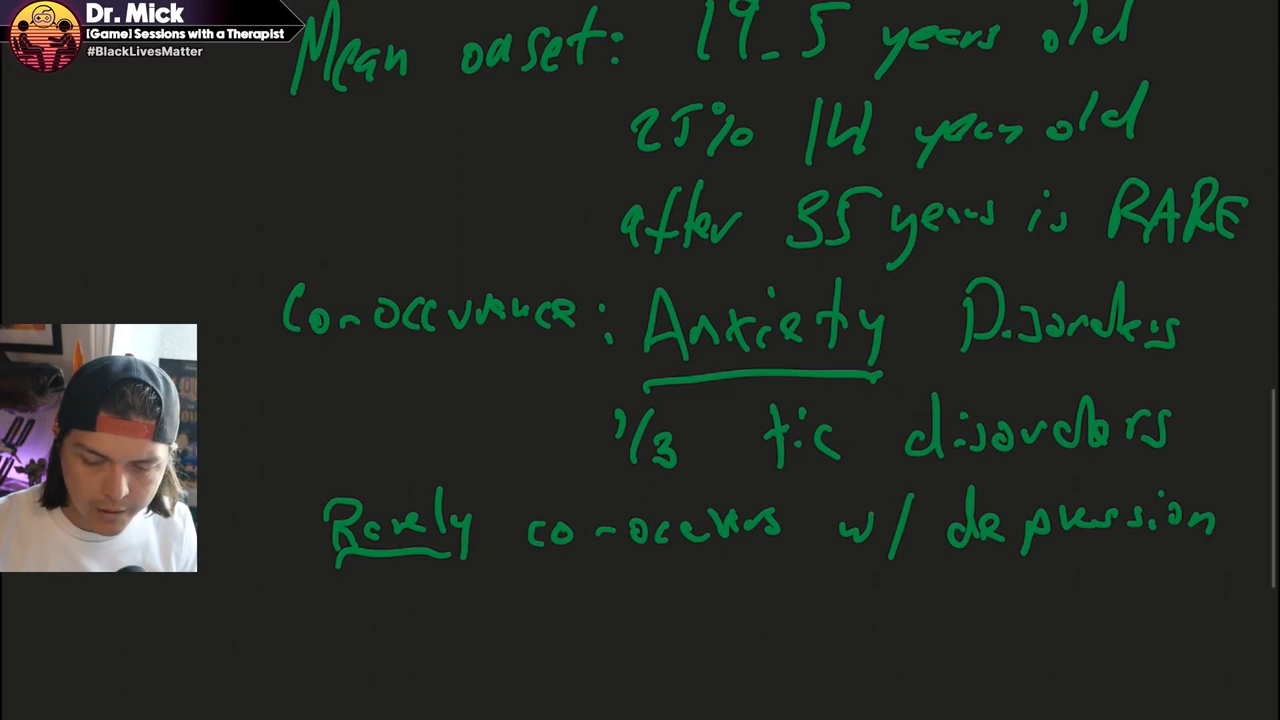 Dr. Mick
[Game] Sessions with a Therapist
#BlackLivesMatter
Mean onset: 19.5 years old
25% 14 years old
after 35 years is RARE
Co-occurrence: Anxiety Disorders
1/3 tic disorders
Rarely co-occurs w/ depression